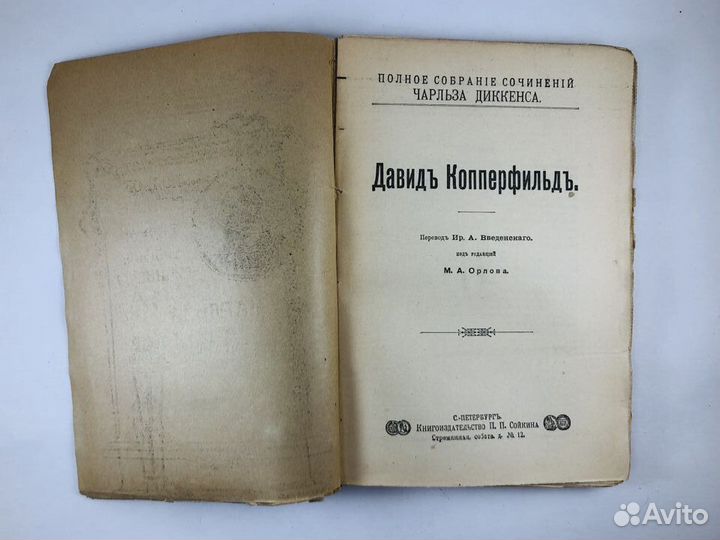 ПОЛНОЕ СОБРАНІЕ СОЧИНЕНІЙ
ЧАРЛЬЗА ДИККЕНСА.
Давидъ Копперфильдъ.
Переводъ Ир. А. Введенскаго.
ПОДЪ РЕДАКЦІЕЙ
М. А. Орлова.
С.-ПЕТЕРБУРГЪ.
Книгоиздательство П. П. Сойкина
Стремянная, собств. д. № 12.
Avito